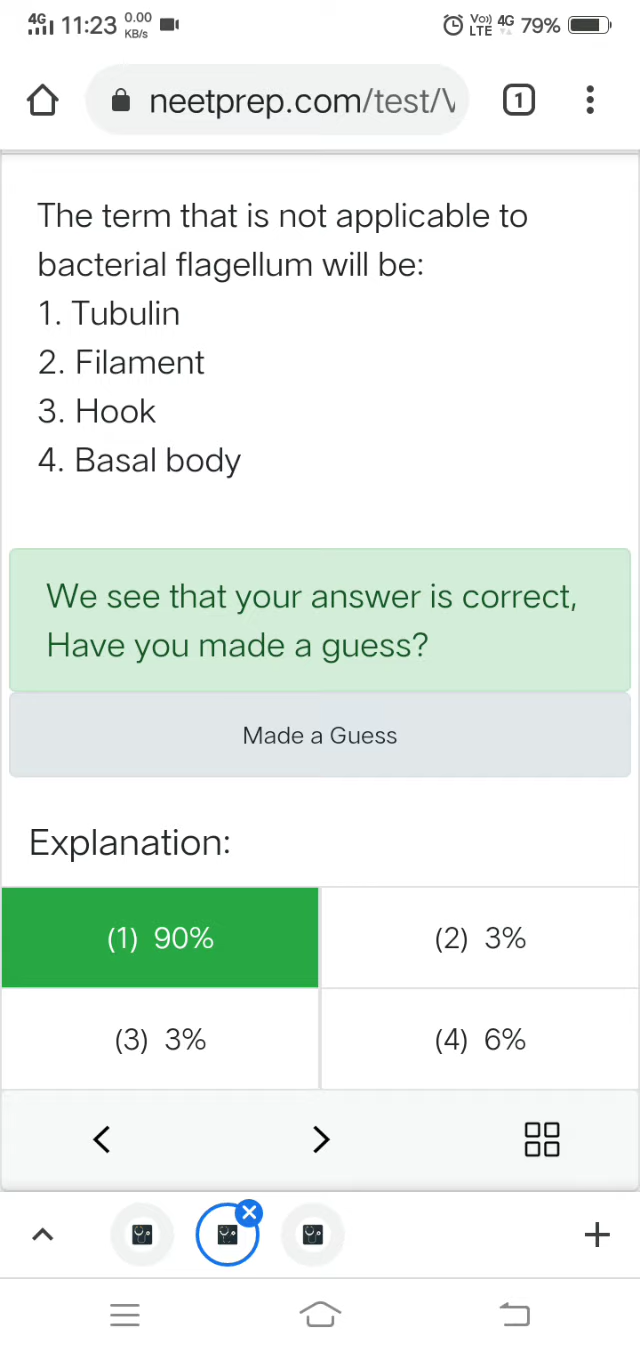 4G 11:23 0.00 KB/s VoD LTE 4G 79%
neetprep.com/test/\
1
The term that is not applicable to
bacterial flagellum will be:
1. Tubulin
2. Filament
3. Hook
4. Basal body
We see that your answer is correct,
Have you made a guess?
Made a Guess
Explanation:
(1) 90%
(2) 3%
(3) 3%
(4) 6%